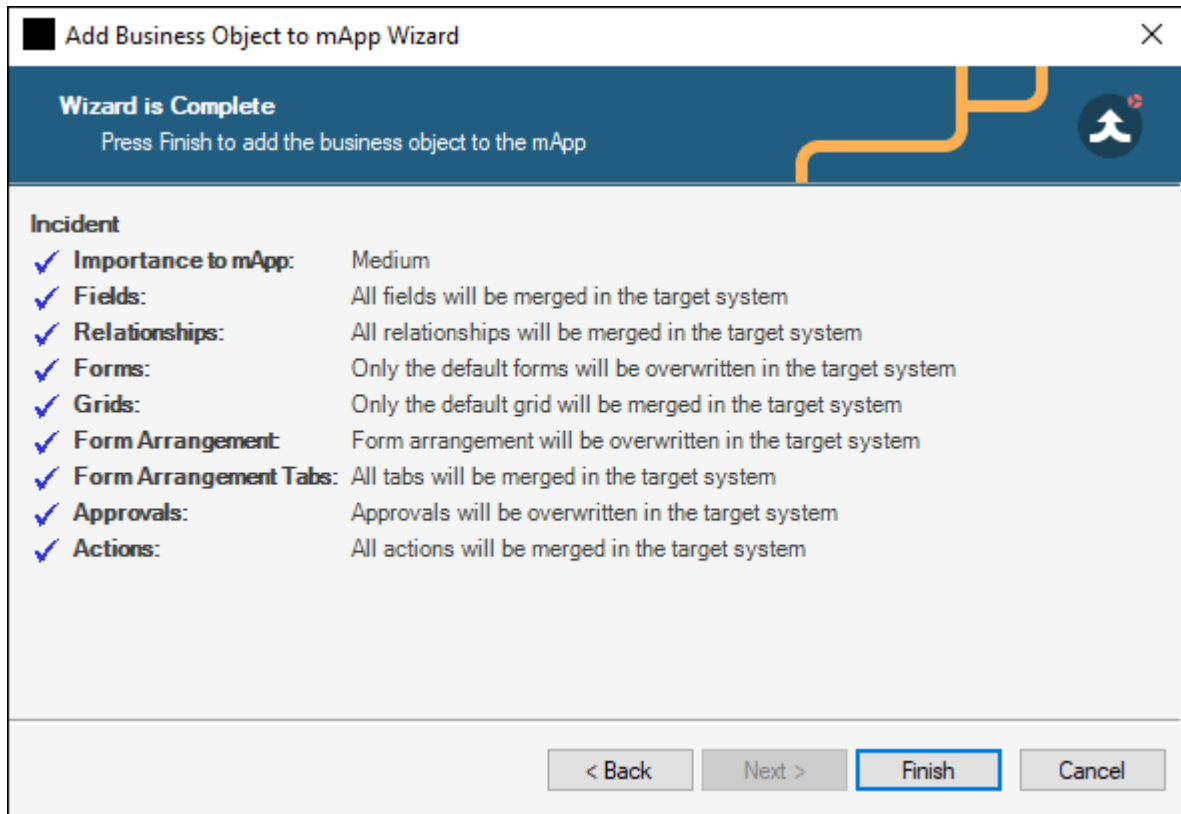 Add Business Object to mApp Wizard
Wizard is Complete
Press Finish to add the business object to the mApp
Incident
Importance to mApp: Medium
Fields: All fields will be merged in the target system
Relationships: All relationships will be merged in the target system
Forms: Only the default forms will be overwritten in the target system
Grids: Only the default grid will be merged in the target system
Form Arrangement: Form arrangement will be overwritten in the target system
Form Arrangement Tabs: All tabs will be merged in the target system
Approvals: Approvals will be overwritten in the target system
Actions: All actions will be merged in the target system
< Back Next > Finish Cancel